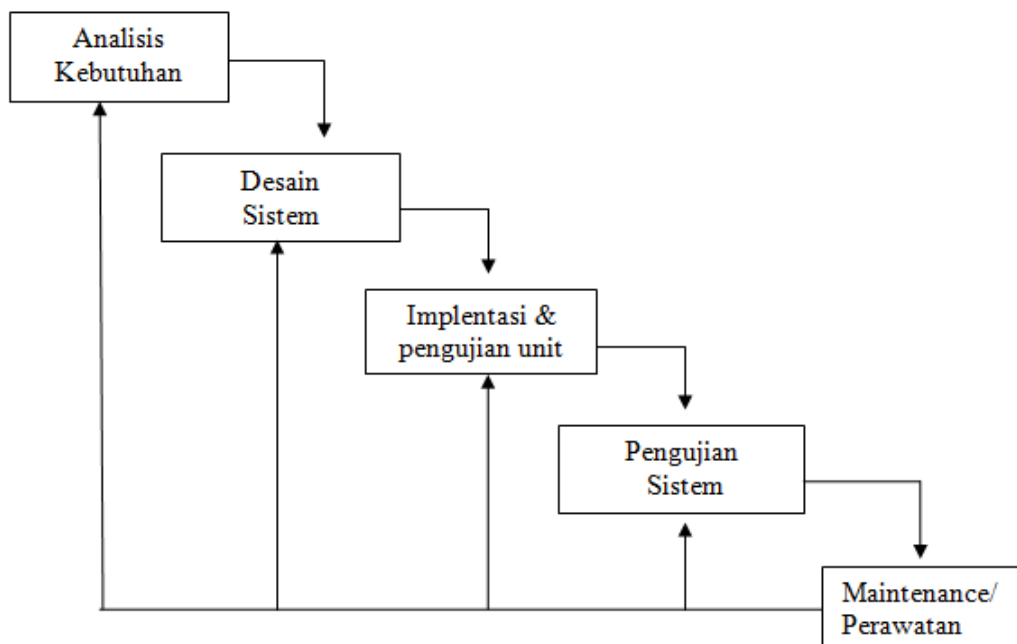 Analisis
Kebutuhan
Desain
Sistem
Implentasi &
pengujian unit
Pengujian
Sistem
Maintenance/
Perawatan